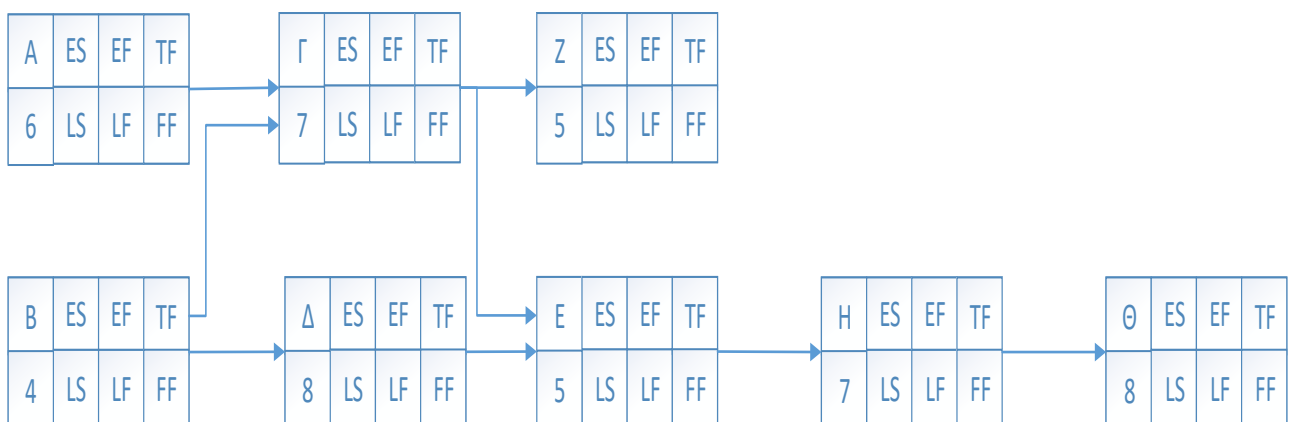 Α ES EF TF Γ ES EF TF Ζ ES EF TF
6 LS LF FF 7 LS LF FF 5 LS LF FF
Β ES EF TF Δ ES EF TF Ε ES EF TF Η ES EF TF Θ ES EF TF
4 LS LF FF 8 LS LF FF 5 LS LF FF 7 LS LF FF 8 LS LF FF